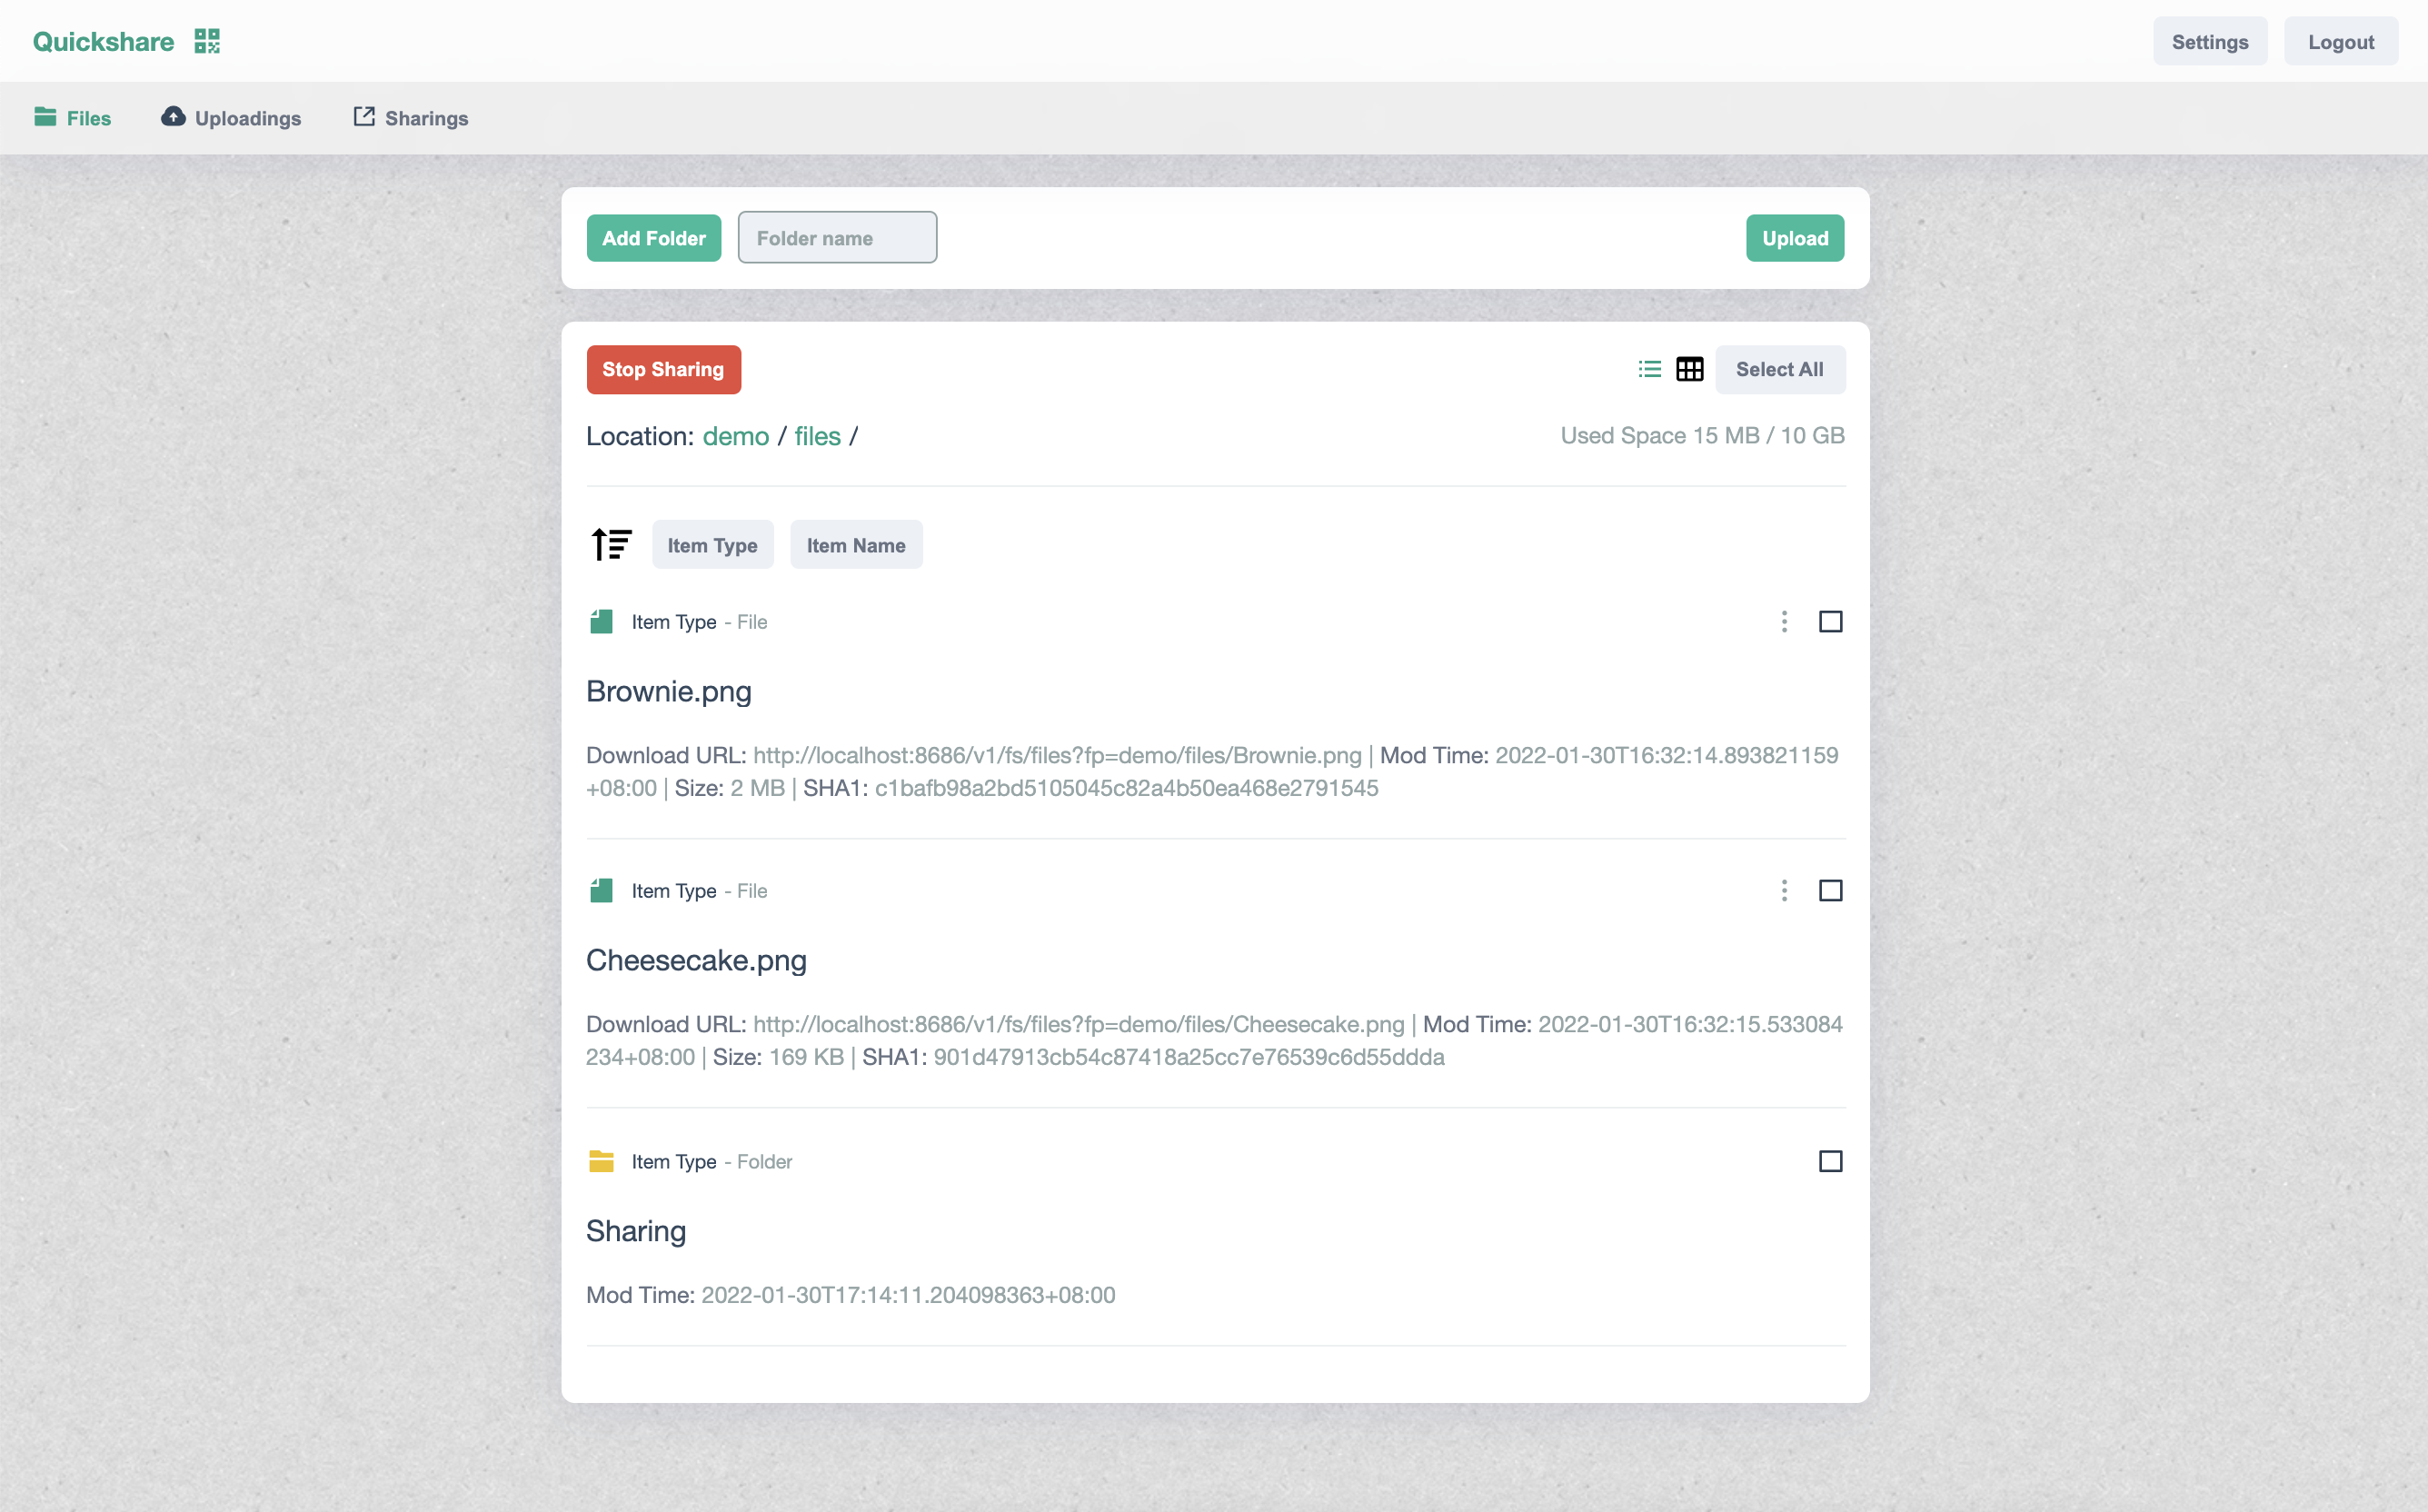 Quickshare
Settings
Logout
Files
Uploadings
Sharings
Add Folder
Folder name
Upload
Stop Sharing
Select All
Location: demo / files /
Used Space 15 MB / 10 GB
Item Type
Item Name
Item Type - File
Brownie.png
Download URL: http://localhost:8686/v1/fs/files?fp=demo/files/Brownie.png | Mod Time: 2022-01-30T16:32:14.893821159
+08:00 | Size: 2 MB | SHA1: c1bafb98a2bd5105045c82a4b50ea468e2791545
Item Type - File
Cheesecake.png
Download URL: http://localhost:8686/v1/fs/files?fp=demo/files/Cheesecake.png | Mod Time: 2022-01-30T16:32:15.533084
234+08:00 | Size: 169 KB | SHA1: 901d47913cb54c87418a25cc7e76539c6d55ddda
Item Type - Folder
Sharing
Mod Time: 2022-01-30T17:14:11.204098363+08:00